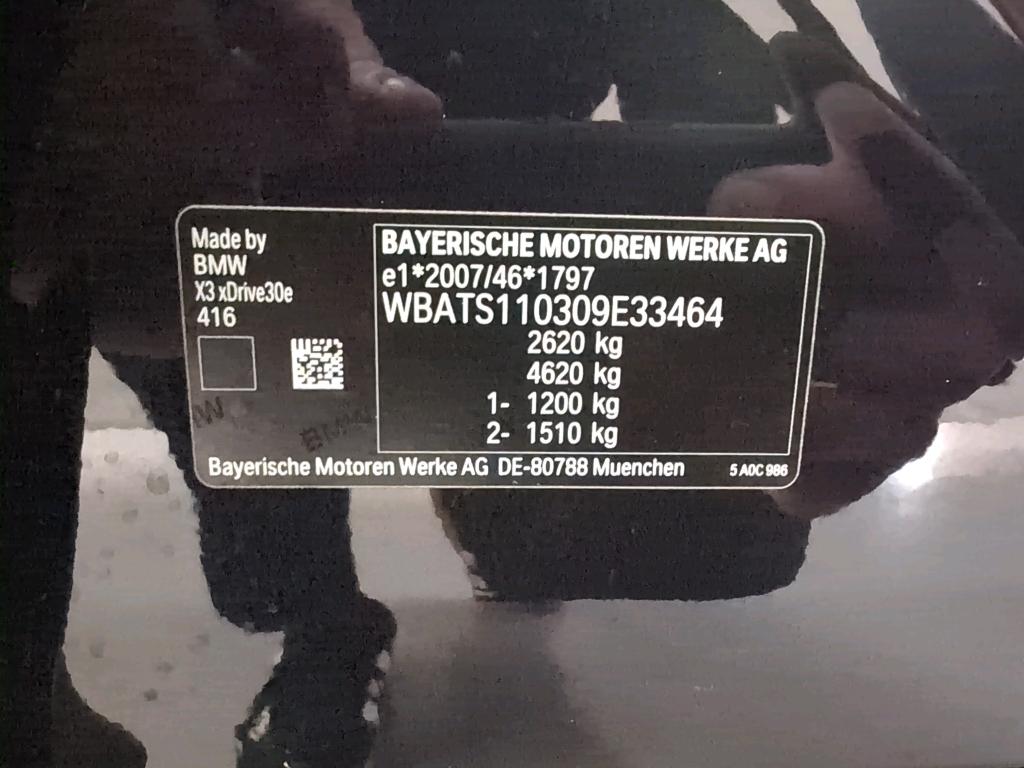 Made by
BMW
X3 xDrive30e
416
BAYERISCHE MOTOREN WERKE AG
e1*2007/46*1797
WBATS110309E33464
2620 kg
4620 kg
1- 1200 kg
2- 1510 kg
BMW
Bayerische Motoren Werke AG DE-80788 Muenchen
5 A0C 986